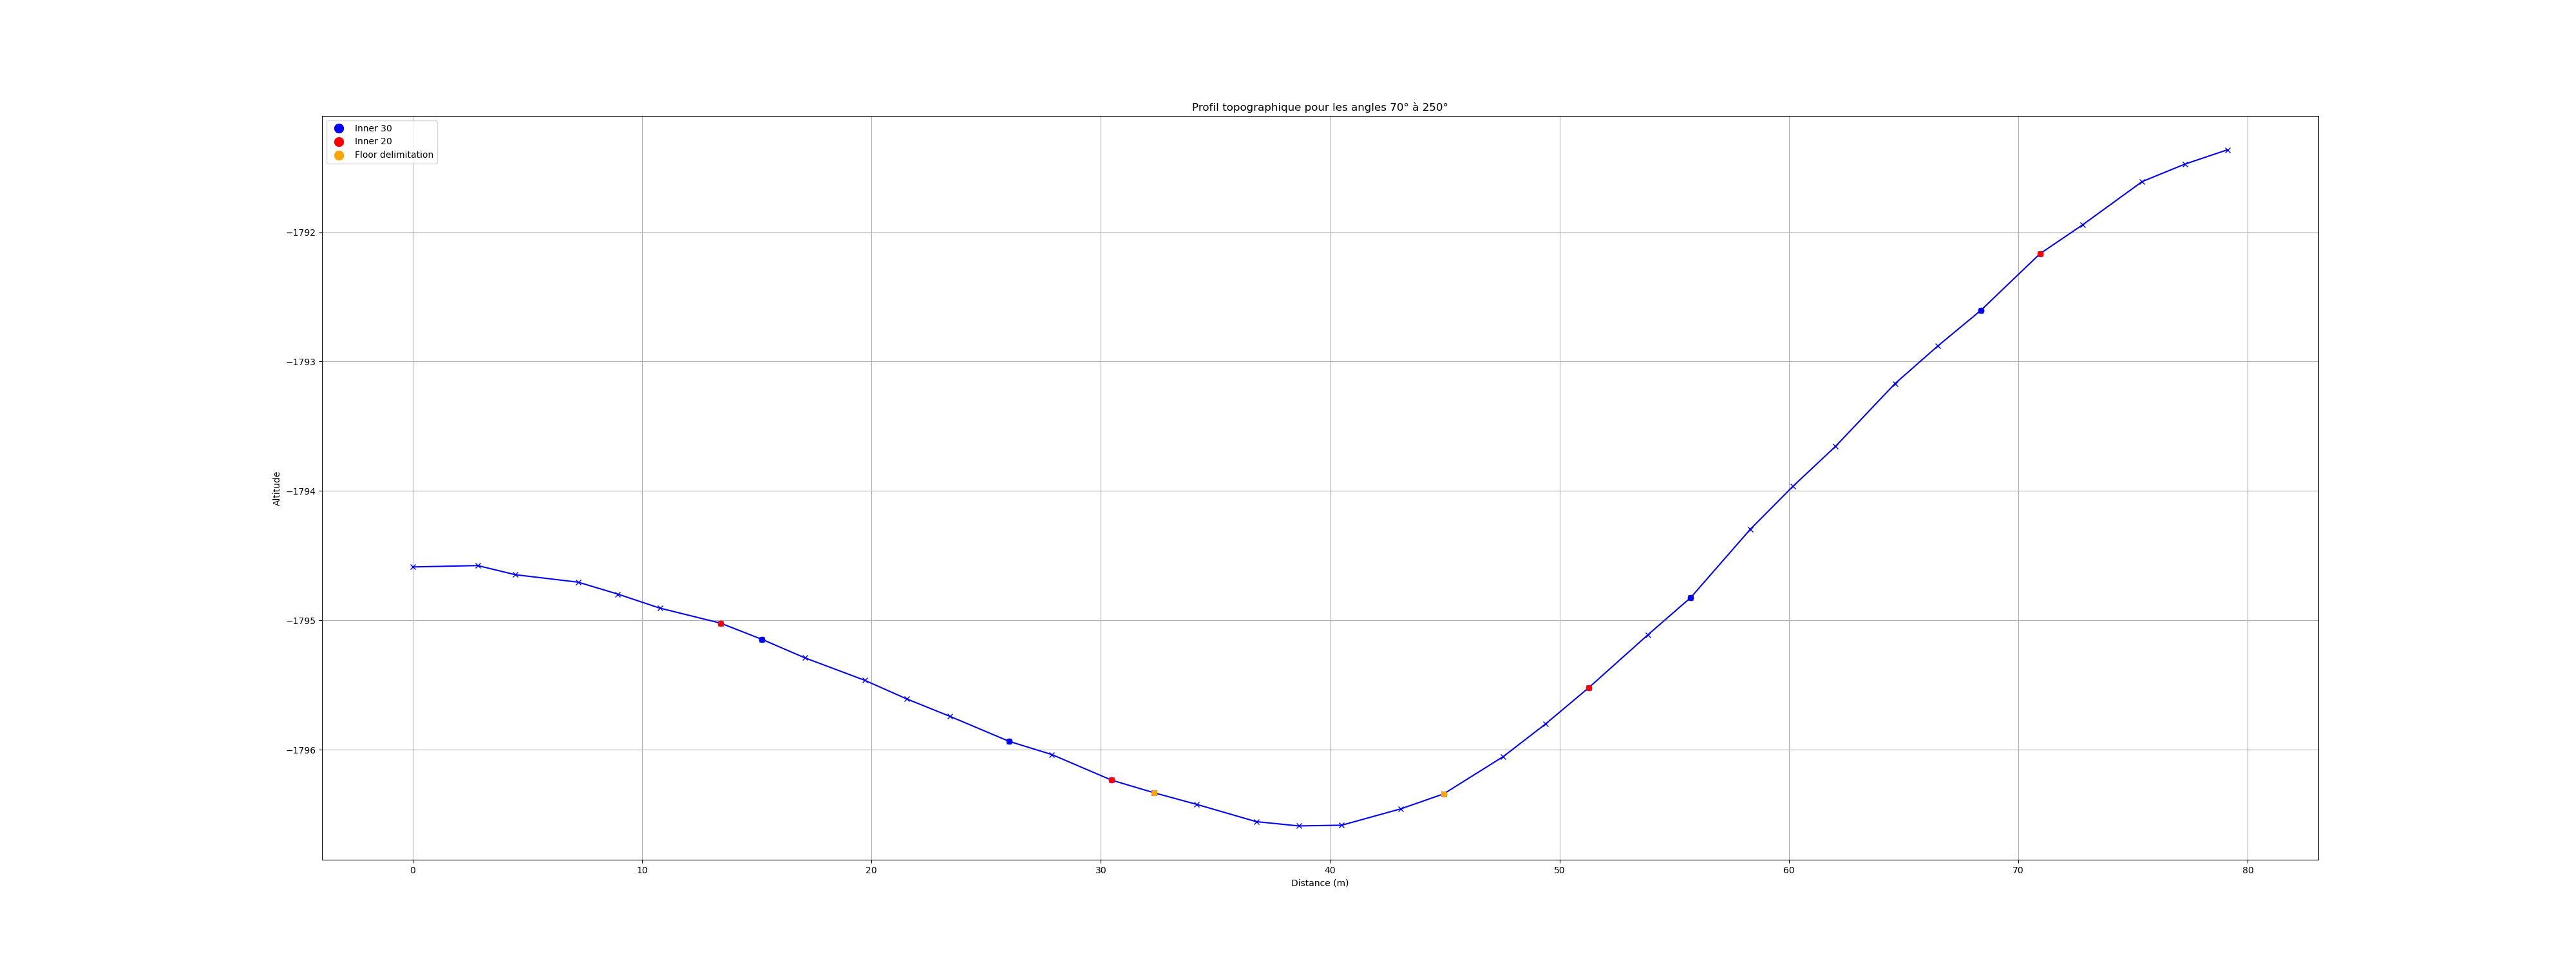 Profil topographique pour les angles 70° à 250°
Inner 30
Inner 20
Floor delimitation
Altitude
−1792
−1793
−1794
−1795
−1796
0 10 20 30 40 50 60 70 80
Distance (m)